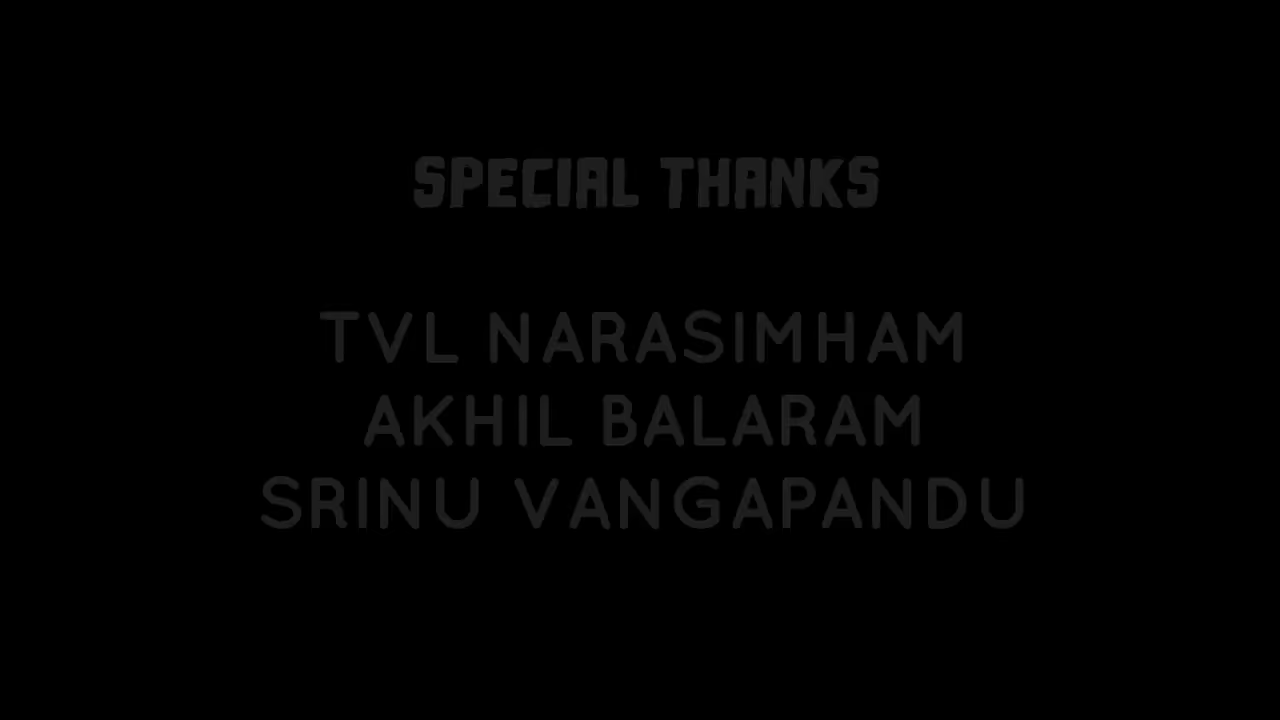 SPECIAL THANKS
TVL NARASIMHAM
AKHIL BALARAM
SRINU VANGAPANDU